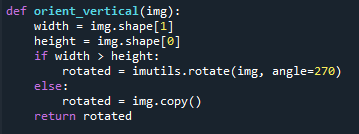 def orient_vertical(img):
    width = img.shape[1]
    height = img.shape[0]
    if width > height:
        rotated = imutils.rotate(img, angle=270)
    else:
        rotated = img.copy()
    return rotated